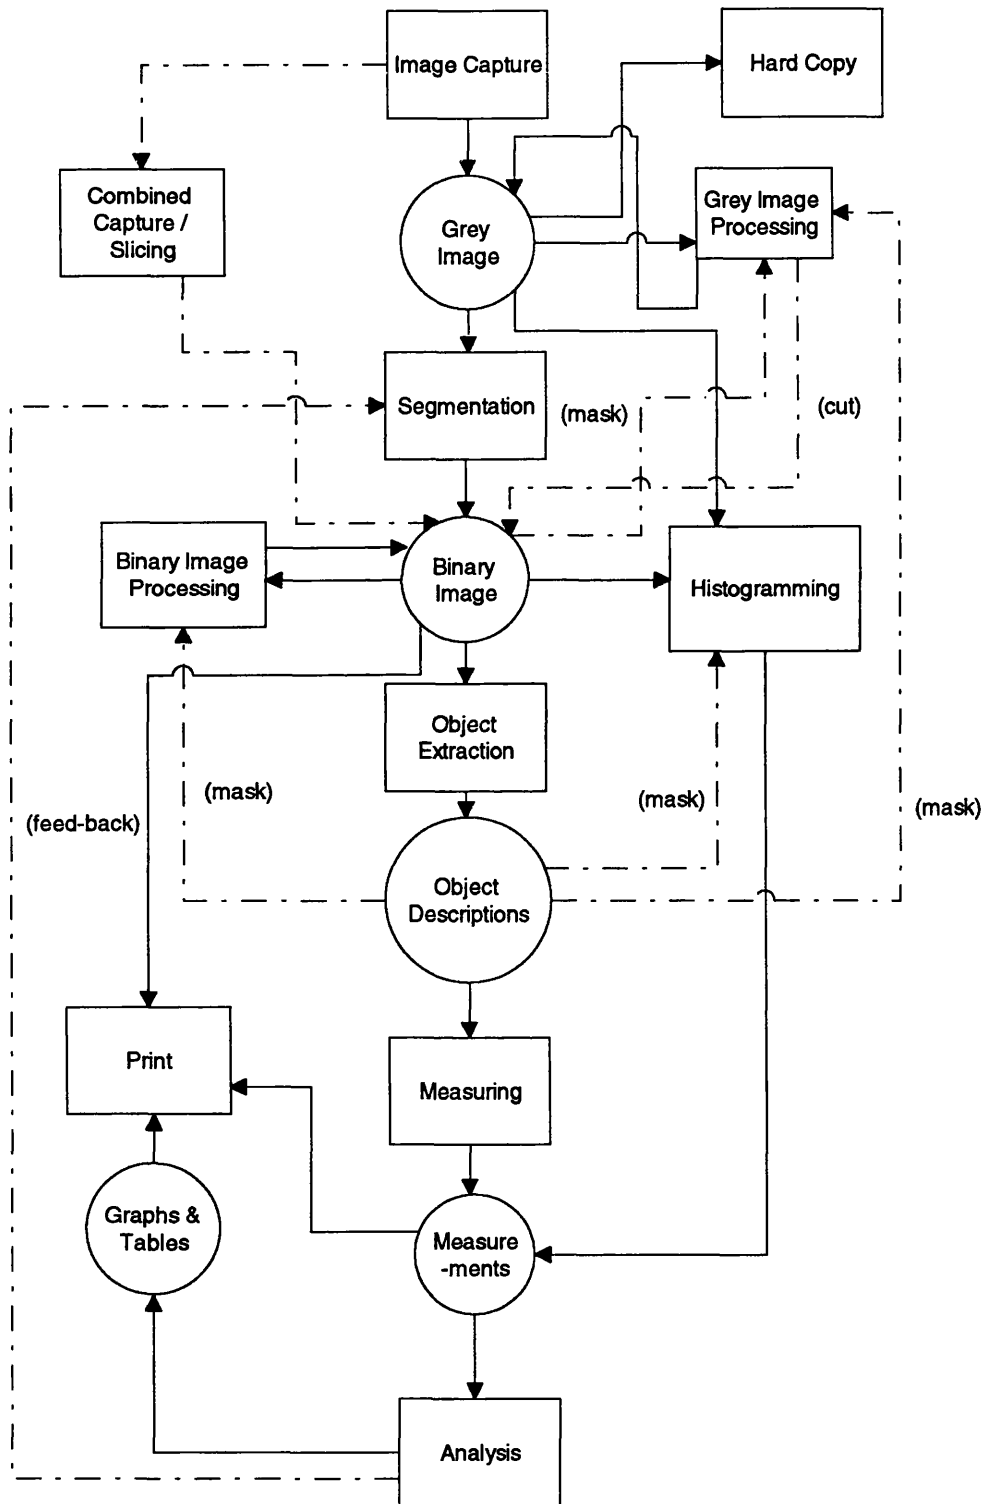 Image Capture
Hard Copy
Combined
Capture /
Slicing
Grey Image
Processing
Grey
Image
Segmentation
(mask)
(cut)
Binary Image
Processing
Binary
Image
Histogramming
Object
Extraction
(mask)
(mask)
(mask)
(feed-back)
Object
Descriptions
Print
Measuring
Graphs &
Tables
Measure
-ments
Analysis